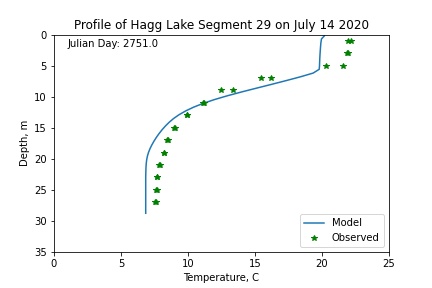 Profile of Hagg Lake Segment 29 on July 14 2020
Julian Day: 2751.0
Depth, m
0
5
10
15
20
25
30
35
Model
Observed
0 5 10 15 20 25
Temperature, C